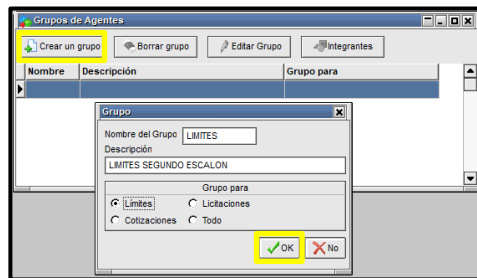 Grupos de Agentes
Crear un grupo Borrar grupo Editar Grupo Integrantes
Nombre Descripción Grupo para
Grupo
Nombre del Grupo LIMITES
Descripción
LIMITES SEGUNDO ESCALON
Grupo para
Límites Licitaciones
Cotizaciones Todo
OK No